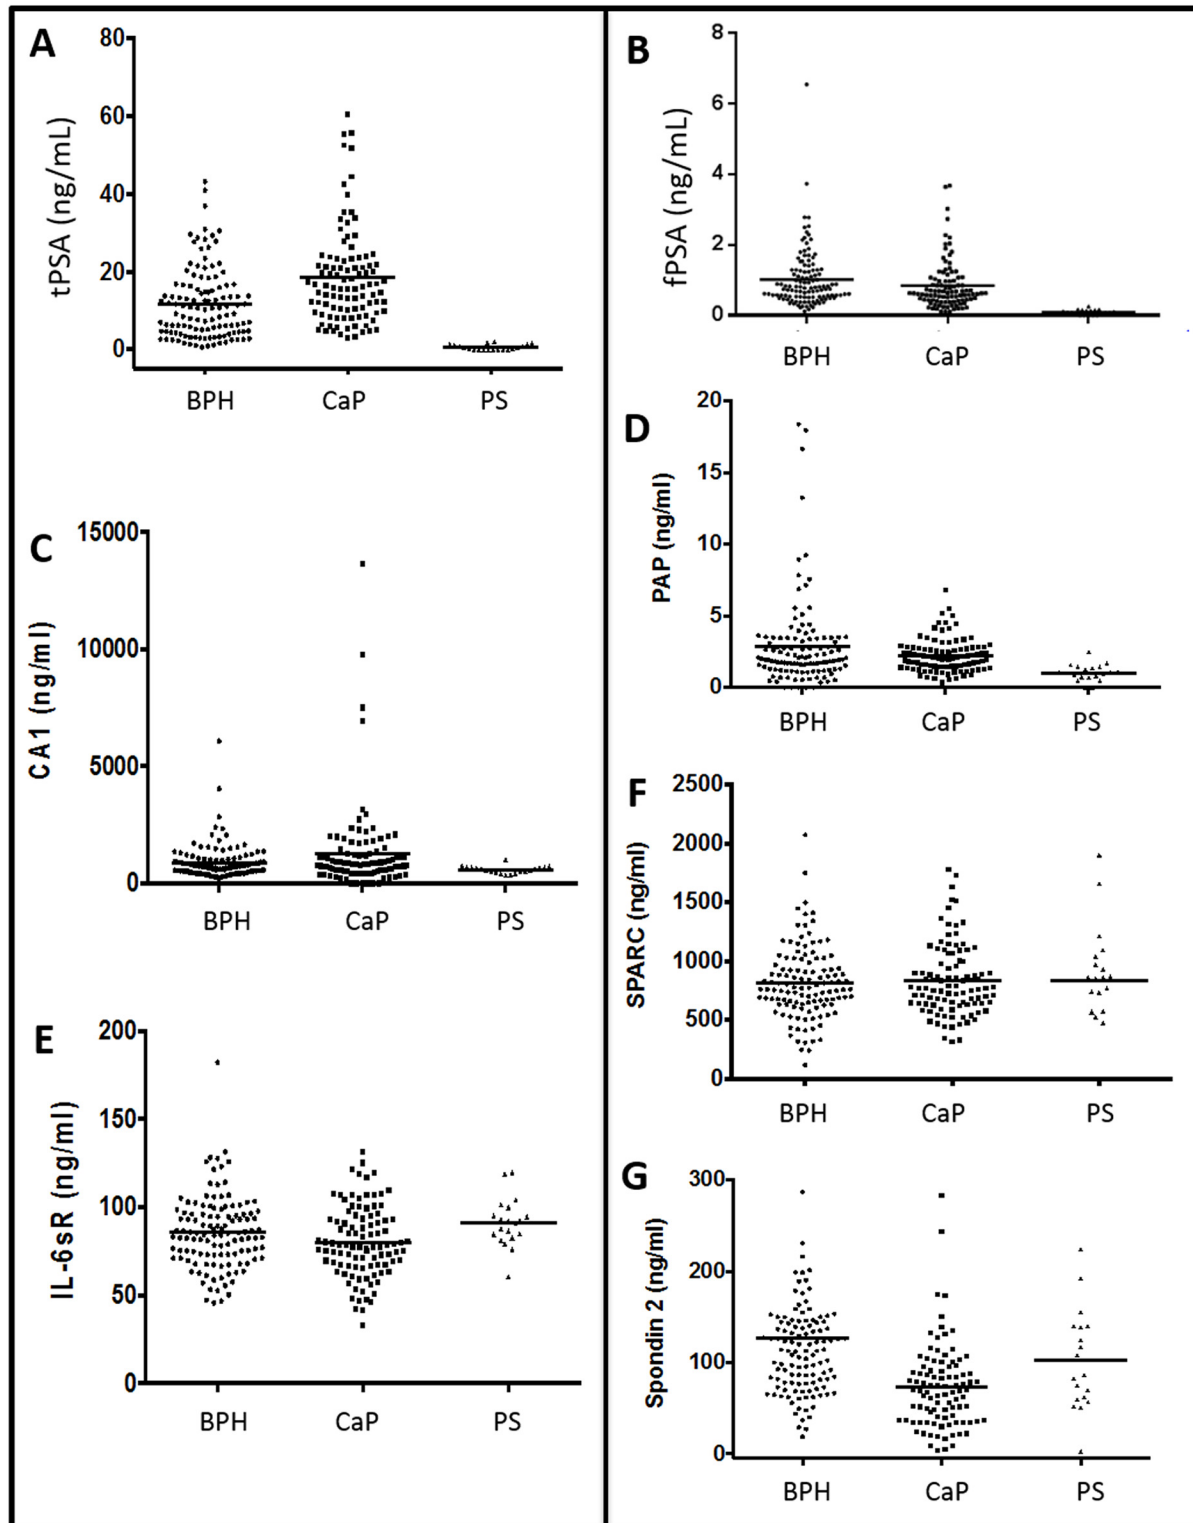 A
tPSA (ng/mL)
80
60
40
20
0
BPH CaP PS
B
fPSA (ng/mL)
8
6
4
2
0
BPH CaP PS
C
CA1 (ng/ml)
15000
10000
5000
0
BPH CaP PS
D
PAP (ng/ml)
20
15
10
5
0
BPH CaP PS
E
IL-6sR (ng/ml)
200
150
100
50
0
BPH CaP PS
F
SPARC (ng/ml)
2500
2000
1500
1000
500
0
BPH CaP PS
G
Spondin 2 (ng/ml)
300
200
100
0
BPH CaP PS